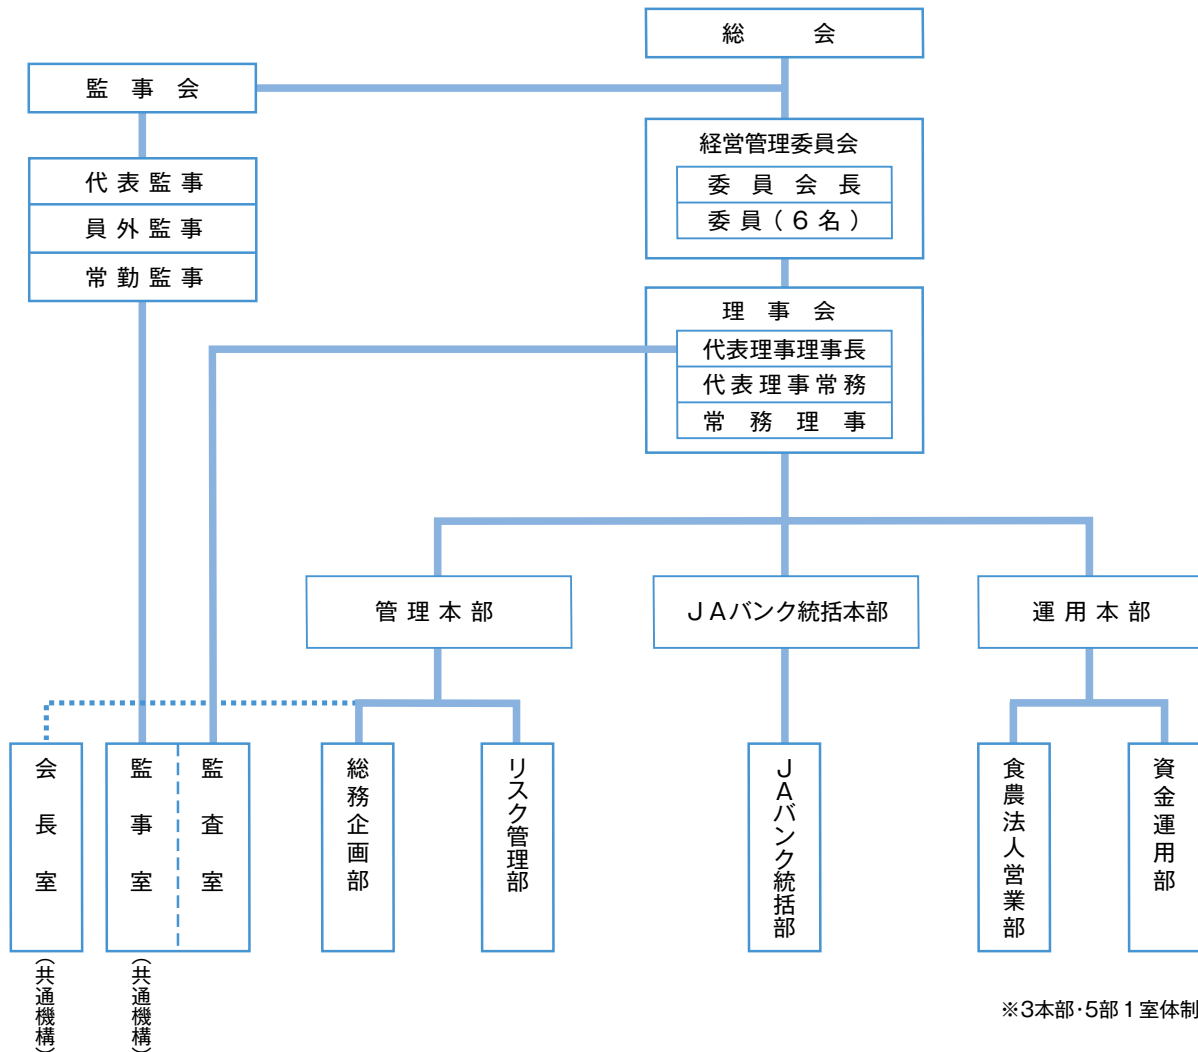 総会
監事会
代表監事
員外監事
常勤監事
経営管理委員会
委員会長
委員(6名)
理事会
代表理事理事長
代表理事常務
常務理事
管理本部
JAバンク統括本部
運用本部
会長室
(共通機構)
監事室
(共通機構)
監査室
総務企画部
リスク管理部
JAバンク統括部
食農法人営業部
資金運用部
※3本部・5部1室体制